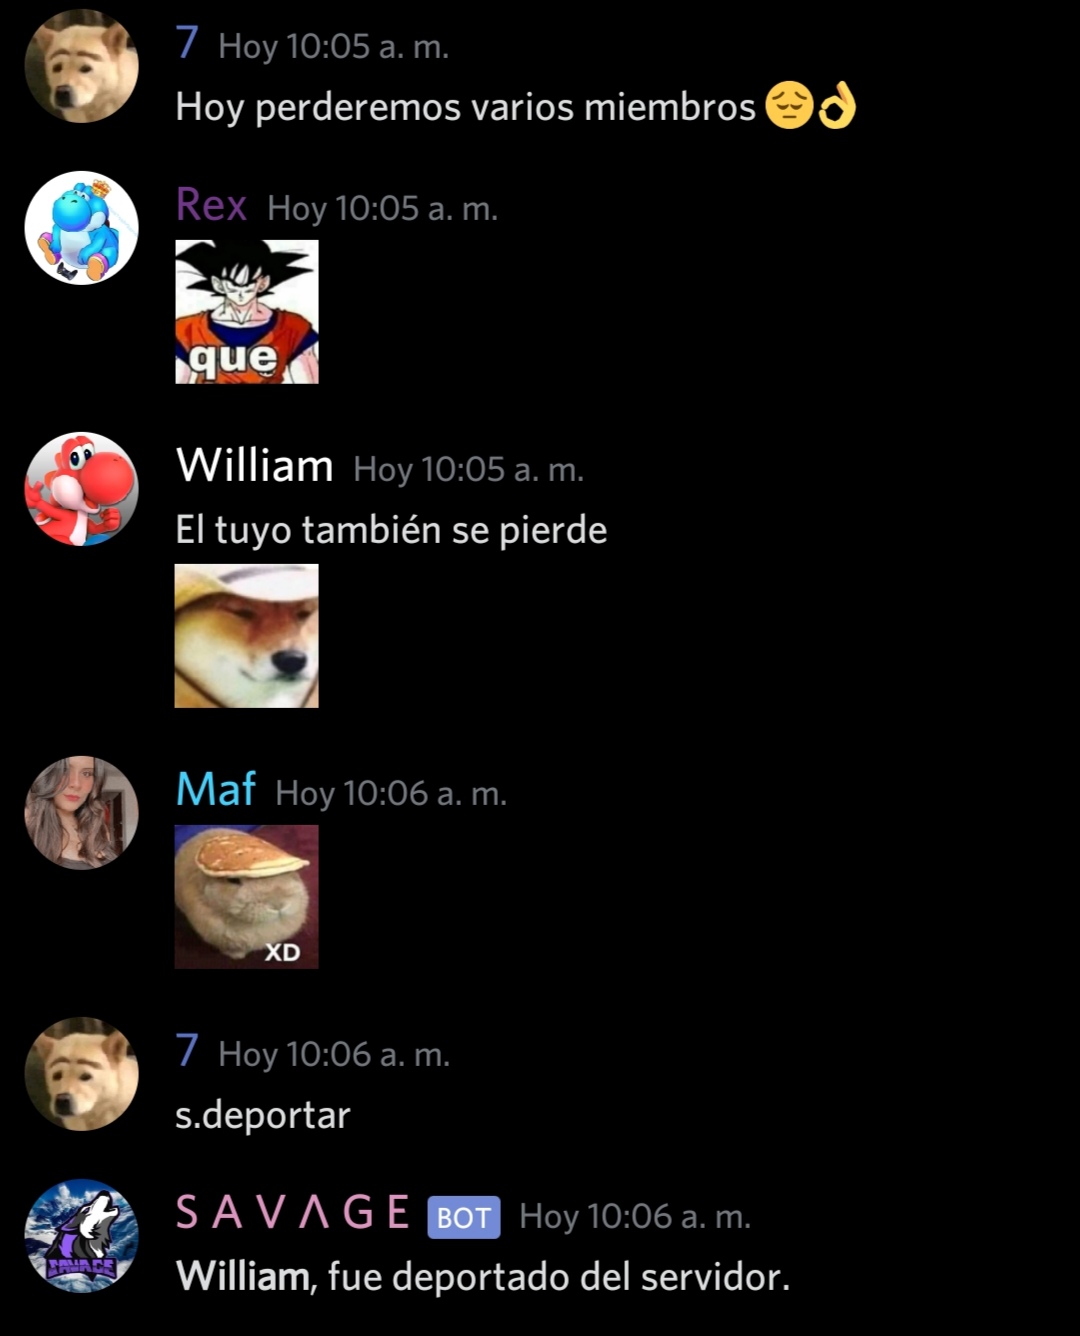 7 Hoy 10:05 a. m.
Hoy perderemos varios miembros 😔👌
Rex Hoy 10:05 a. m.
que
William Hoy 10:05 a. m.
El tuyo también se pierde
Maf Hoy 10:06 a. m.
XD
7 Hoy 10:06 a. m.
s.deportar
S A V Λ G E BOT Hoy 10:06 a. m.
SAVAGE
William, fue deportado del servidor.